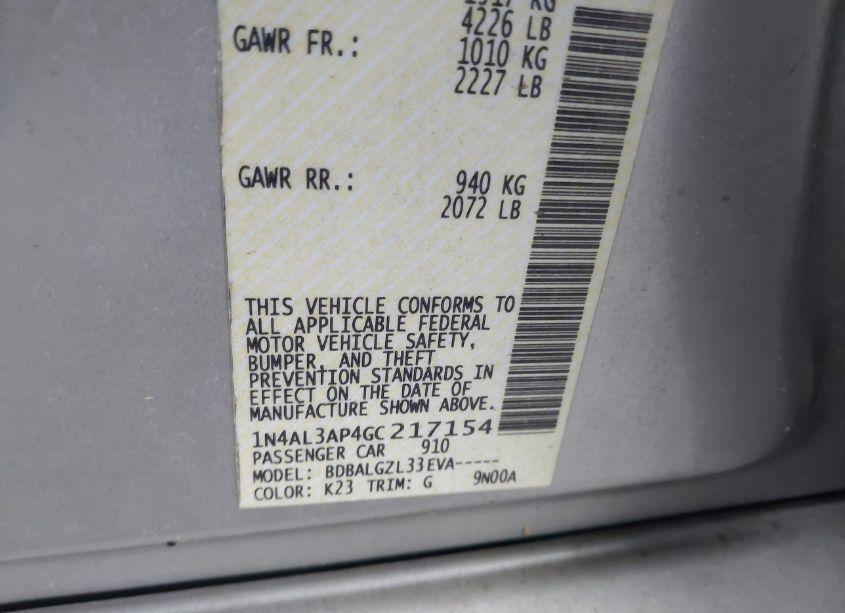 4226 LB
GAWR FR.: 1010 KG
2227 LB
GAWR RR.: 940 KG
2072 LB
THIS VEHICLE CONFORMS TO
ALL APPLICABLE FEDERAL
MOTOR VEHICLE SAFETY,
BUMPER, AND THEFT
PREVENTION STANDARDS IN
EFFECT ON THE DATE OF
MANUFACTURE SHOWN ABOVE.
1N4AL3AP4GC217154
PASSENGER CAR 910
MODEL: BDBALGZL33EVA-----
COLOR: K23 TRIM: G 9N00A